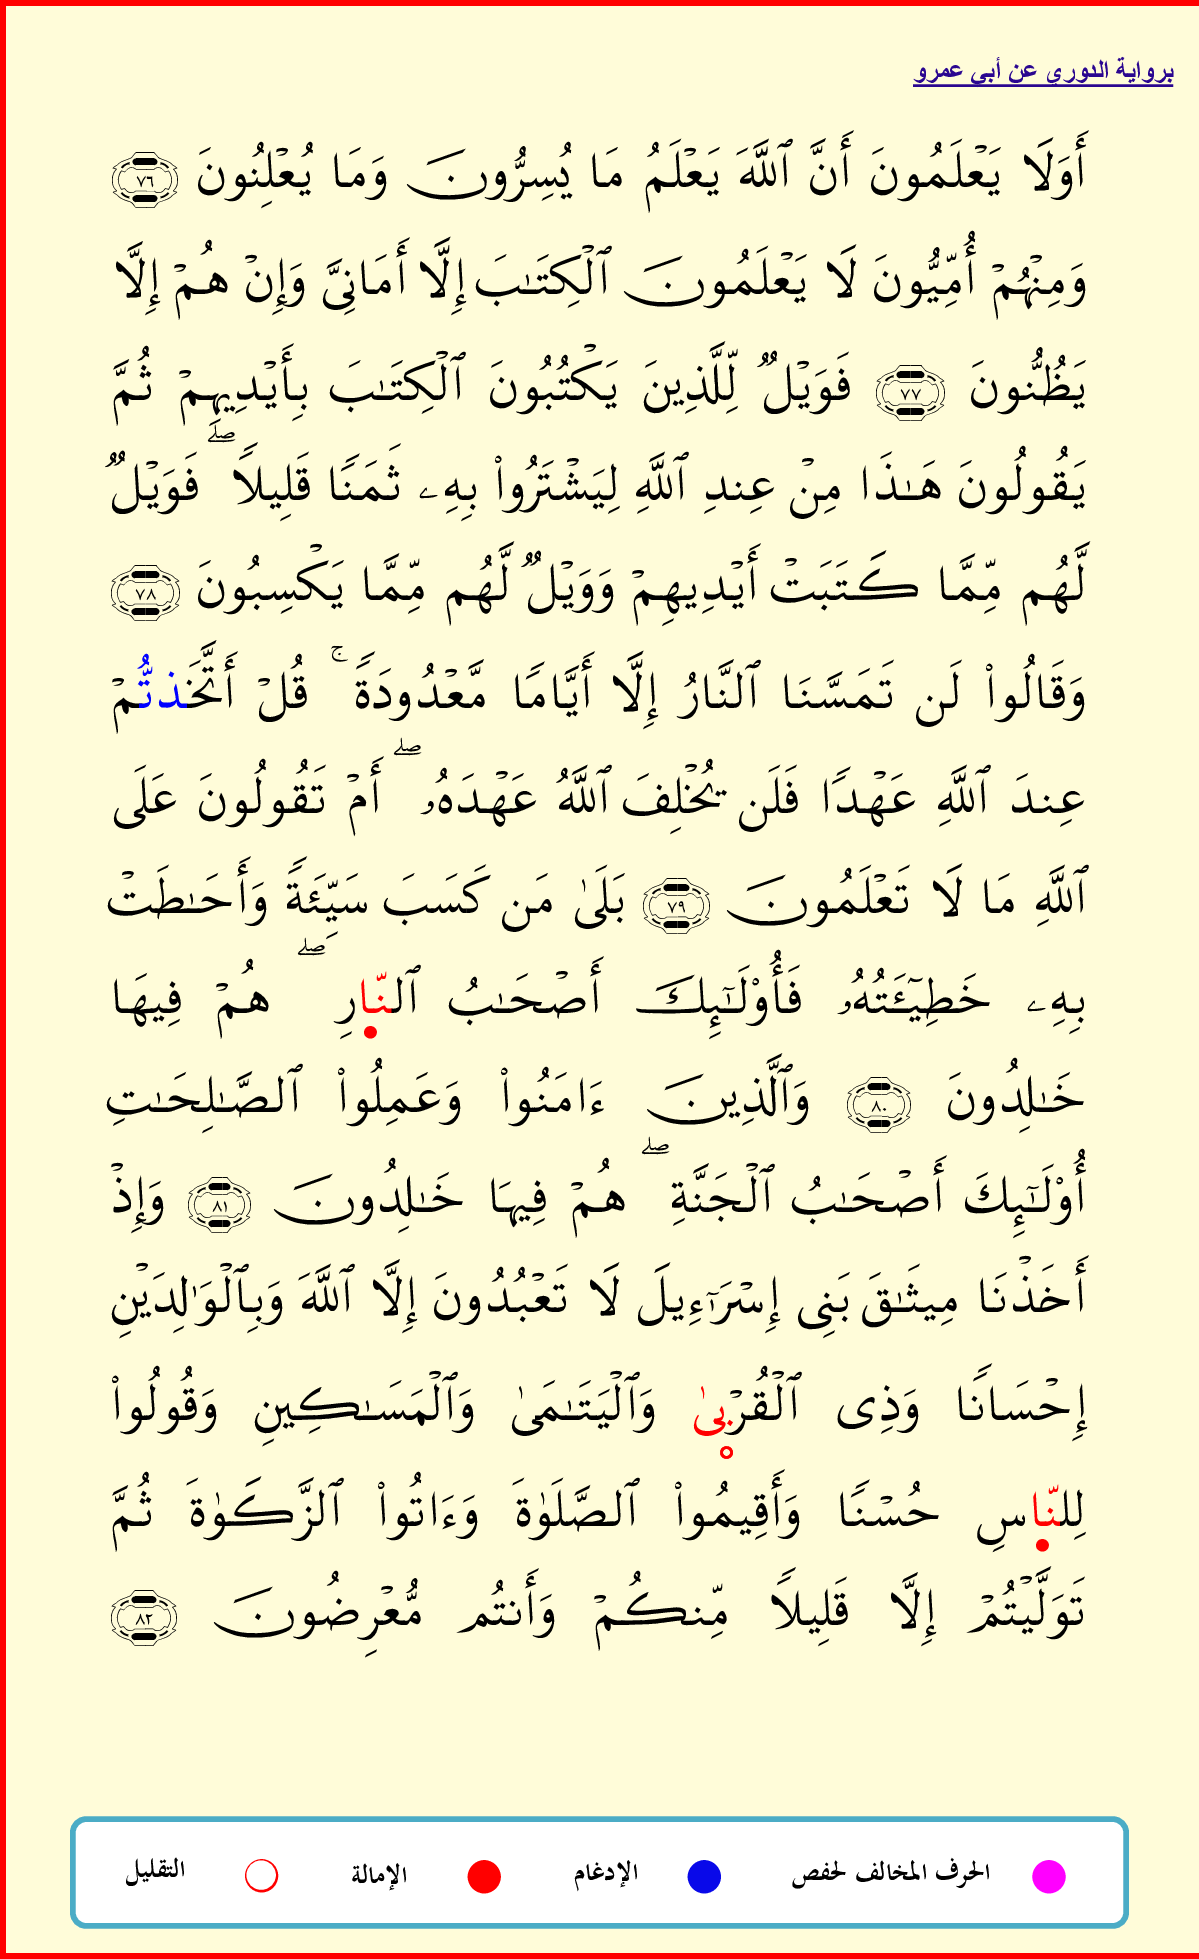 برواية الدوري عن أبي عمرو
أَوَلَا يَعْلَمُونَ أَنَّ ٱللَّهَ يَعْلَمُ مَا يُسِرُّونَ وَمَا يُعْلِنُونَ ٧٦
وَمِنْهُمْ أُمِّيُّونَ لَا يَعْلَمُونَ ٱلْكِتَـٰبَ إِلَّا أَمَانِىَّ وَإِنْ هُمْ إِلَّا
يَظُنُّونَ ٧٧ فَوَيْلٌ لِّلَّذِينَ يَكْتُبُونَ ٱلْكِتَـٰبَ بِأَيْدِيهِمْ ثُمَّ
يَقُولُونَ هَـٰذَا مِنْ عِندِ ٱللَّهِ لِيَشْتَرُوا۟ بِهِۦ ثَمَنًا قَلِيلًا ۖ فَوَيْلٌ
لَّهُم مِّمَّا كَتَبَتْ أَيْدِيهِمْ وَوَيْلٌ لَّهُم مِّمَّا يَكْسِبُونَ ٧٨
وَقَالُوا۟ لَن تَمَسَّنَا ٱلنَّارُ إِلَّا أَيَّامًا مَّعْدُودَةً ۚ قُلْ أَتَّخَذتُّمْ
عِندَ ٱللَّهِ عَهْدًا فَلَن يُخْلِفَ ٱللَّهُ عَهْدَهُۥ ۖ أَمْ تَقُولُونَ عَلَى
ٱللَّهِ مَا لَا تَعْلَمُونَ ٧٩ بَلَىٰ مَن كَسَبَ سَيِّئَةً وَأَحَـٰطَتْ
بِهِۦ خَطِيٓـَٔتُهُۥ فَأُو۟لَـٰٓئِكَ أَصْحَـٰبُ ٱلنَّارِ ۖ هُمْ فِيهَا
خَـٰلِدُونَ ٨٠ وَٱلَّذِينَ ءَامَنُوا۟ وَعَمِلُوا۟ ٱلصَّـٰلِحَـٰتِ
أُو۟لَـٰٓئِكَ أَصْحَـٰبُ ٱلْجَنَّةِ ۖ هُمْ فِيهَا خَـٰلِدُونَ ٨١ وَإِذْ
أَخَذْنَا مِيثَـٰقَ بَنِى إِسْرَٰٓءِيلَ لَا تَعْبُدُونَ إِلَّا ٱللَّهَ وَبِٱلْوَٰلِدَيْنِ
إِحْسَانًا وَذِى ٱلْقُرْبىٰ وَٱلْيَتَـٰمَىٰ وَٱلْمَسَـٰكِينِ وَقُولُوا۟
لِلنَّاسِ حُسْنًا وَأَقِيمُوا۟ ٱلصَّلَوٰةَ وَءَاتُوا۟ ٱلزَّكَوٰةَ ثُمَّ
تَوَلَّيْتُمْ إِلَّا قَلِيلًا مِّنكُمْ وَأَنتُم مُّعْرِضُونَ ٨٢
الحرف المخالف لحفص الإدغام الإمالة التقليل